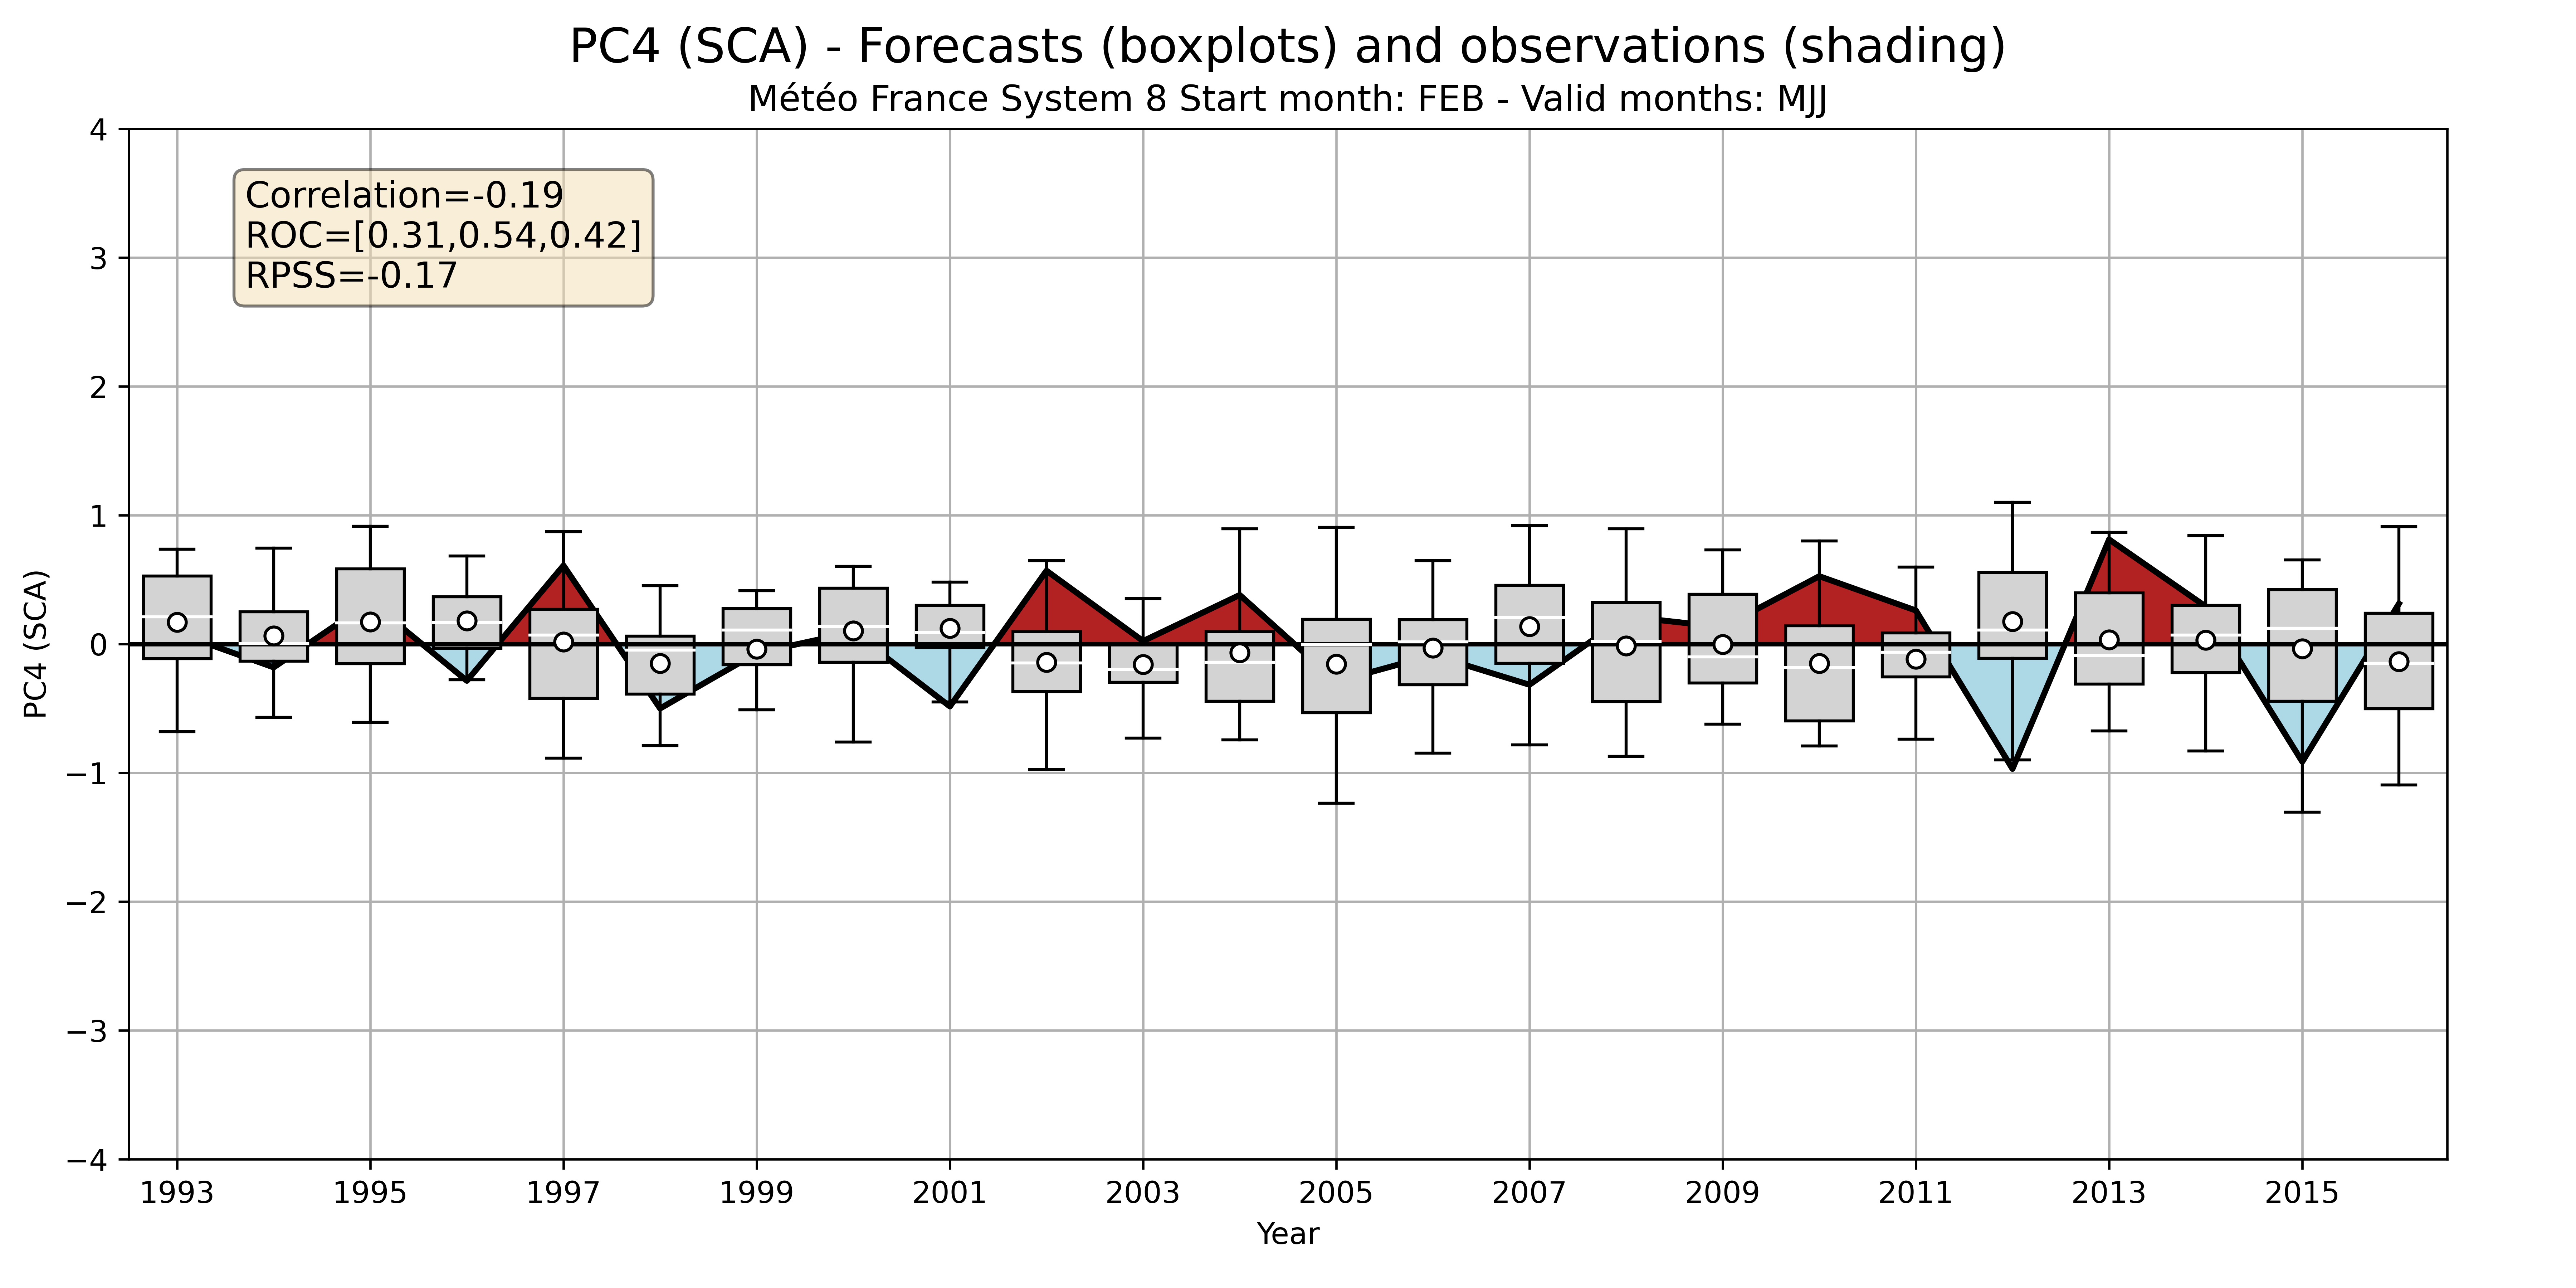 PC4 (SCA) - Forecasts (boxplots) and observations (shading)
Météo France System 8 Start month: FEB - Valid months: MJJ
Correlation=-0.19
ROC=[0.31,0.54,0.42]
RPSS=-0.17
PC4 (SCA)
4
3
2
1
0
−1
−2
−3
−4
1993 1995 1997 1999 2001 2003 2005 2007 2009 2011 2013 2015
Year